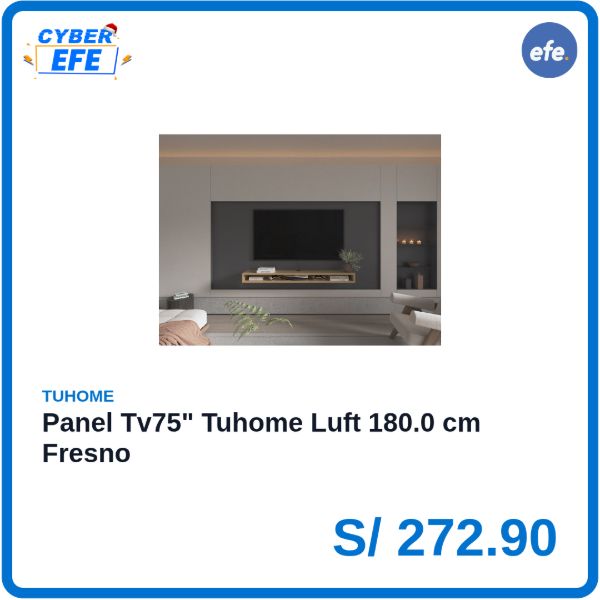 CYBER
EFE
efe.
TUHOME
Panel Tv75" Tuhome Luft 180.0 cm
Fresno
S/ 272.90